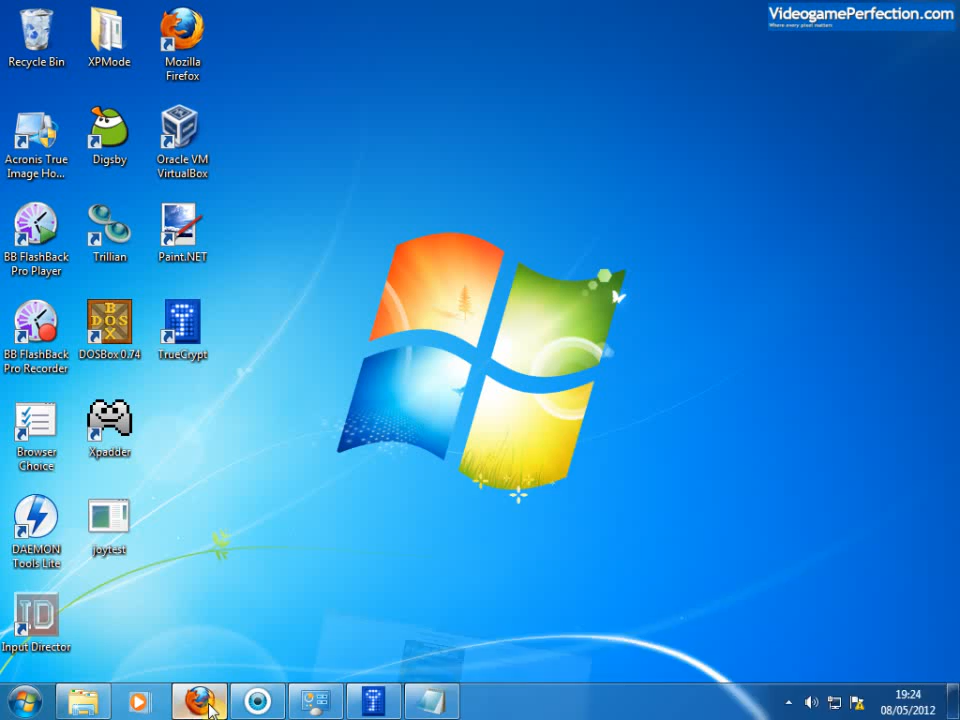 VideogamePerfection.com
Where every pixel matters
Recycle Bin
XPMode
Mozilla
Firefox
Acronis True
Image Ho...
Digsby
Oracle VM
VirtualBox
BB FlashBack
Pro Player
Trillian
Paint.NET
BB FlashBack
Pro Recorder
DOSBox 0.74
TrueCrypt
Browser
Choice
Xpadder
DAEMON
Tools Lite
joytest
ID
Input Director
19:24
08/05/2012